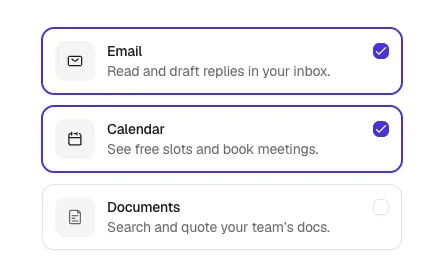 Email
Read and draft replies in your inbox.
Calendar
See free slots and book meetings.
Documents
Search and quote your team’s docs.